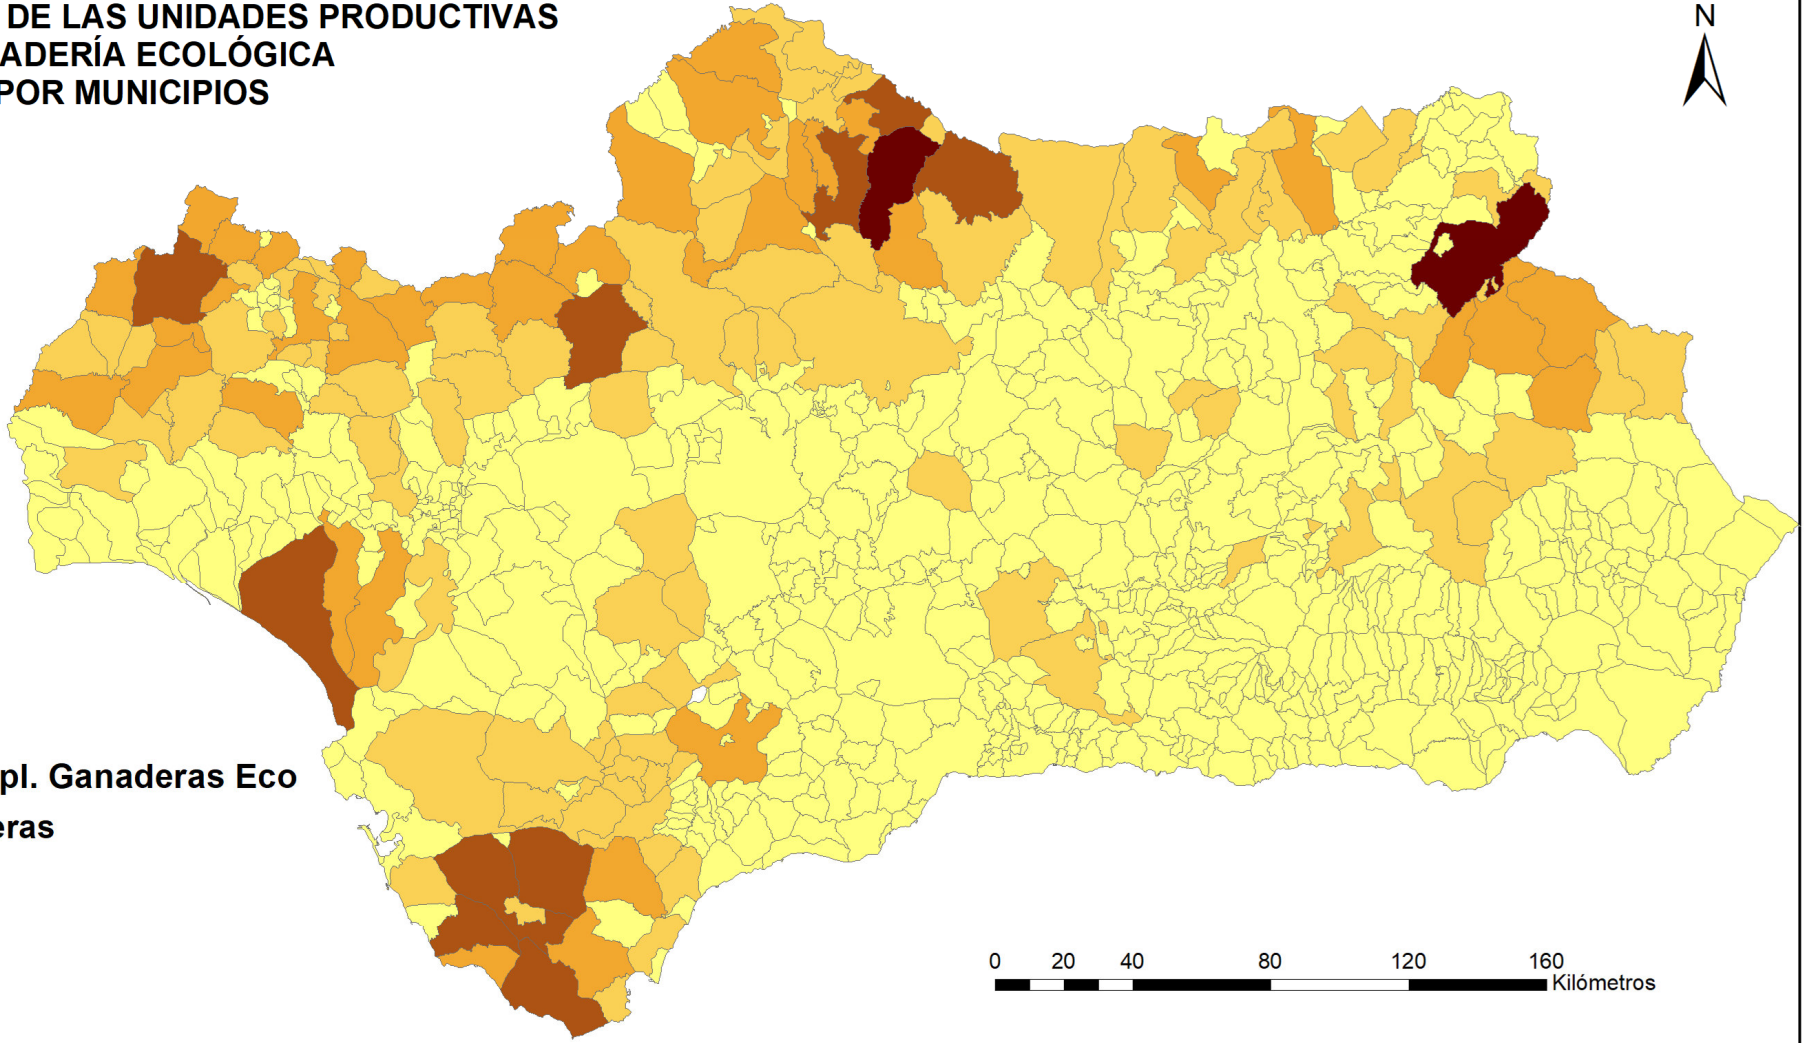 DE LAS UNIDADES PRODUCTIVAS
ADERÍA ECOLÓGICA
POR MUNICIPIOS
N
pl. Ganaderas Eco
eras
0 20 40 80 120 160
Kilómetros